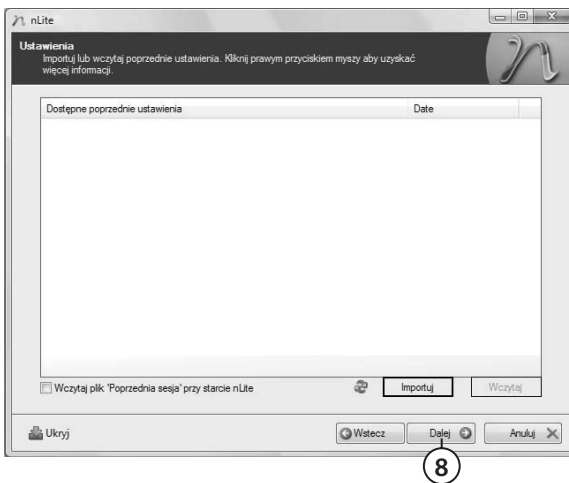 nLite
Ustawienia
Importuj lub wczytaj poprzednie ustawienia. Kliknij prawym przyciskiem myszy aby uzyskać
więcej informacji.
Dostępne poprzednie ustawienia Date
Wczytaj plik 'Poprzednia sesja' przy starcie nLite Importuj Wczytaj
Ukryj Wstecz Dalej Anuluj
8